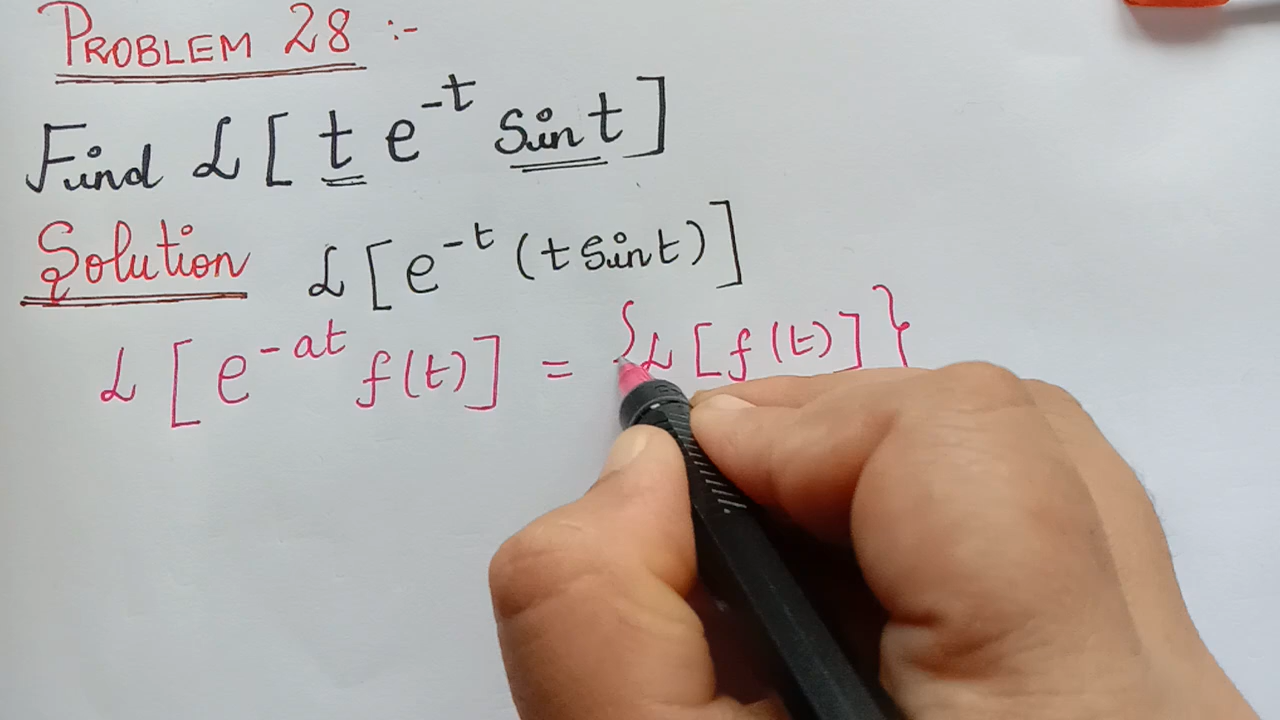 PROBLEM 28 :-
Find L[t e^-t sin t]
Solution L[e^-t (t sin t)]
L[e^-at f(t)] = {L[f(t)]}